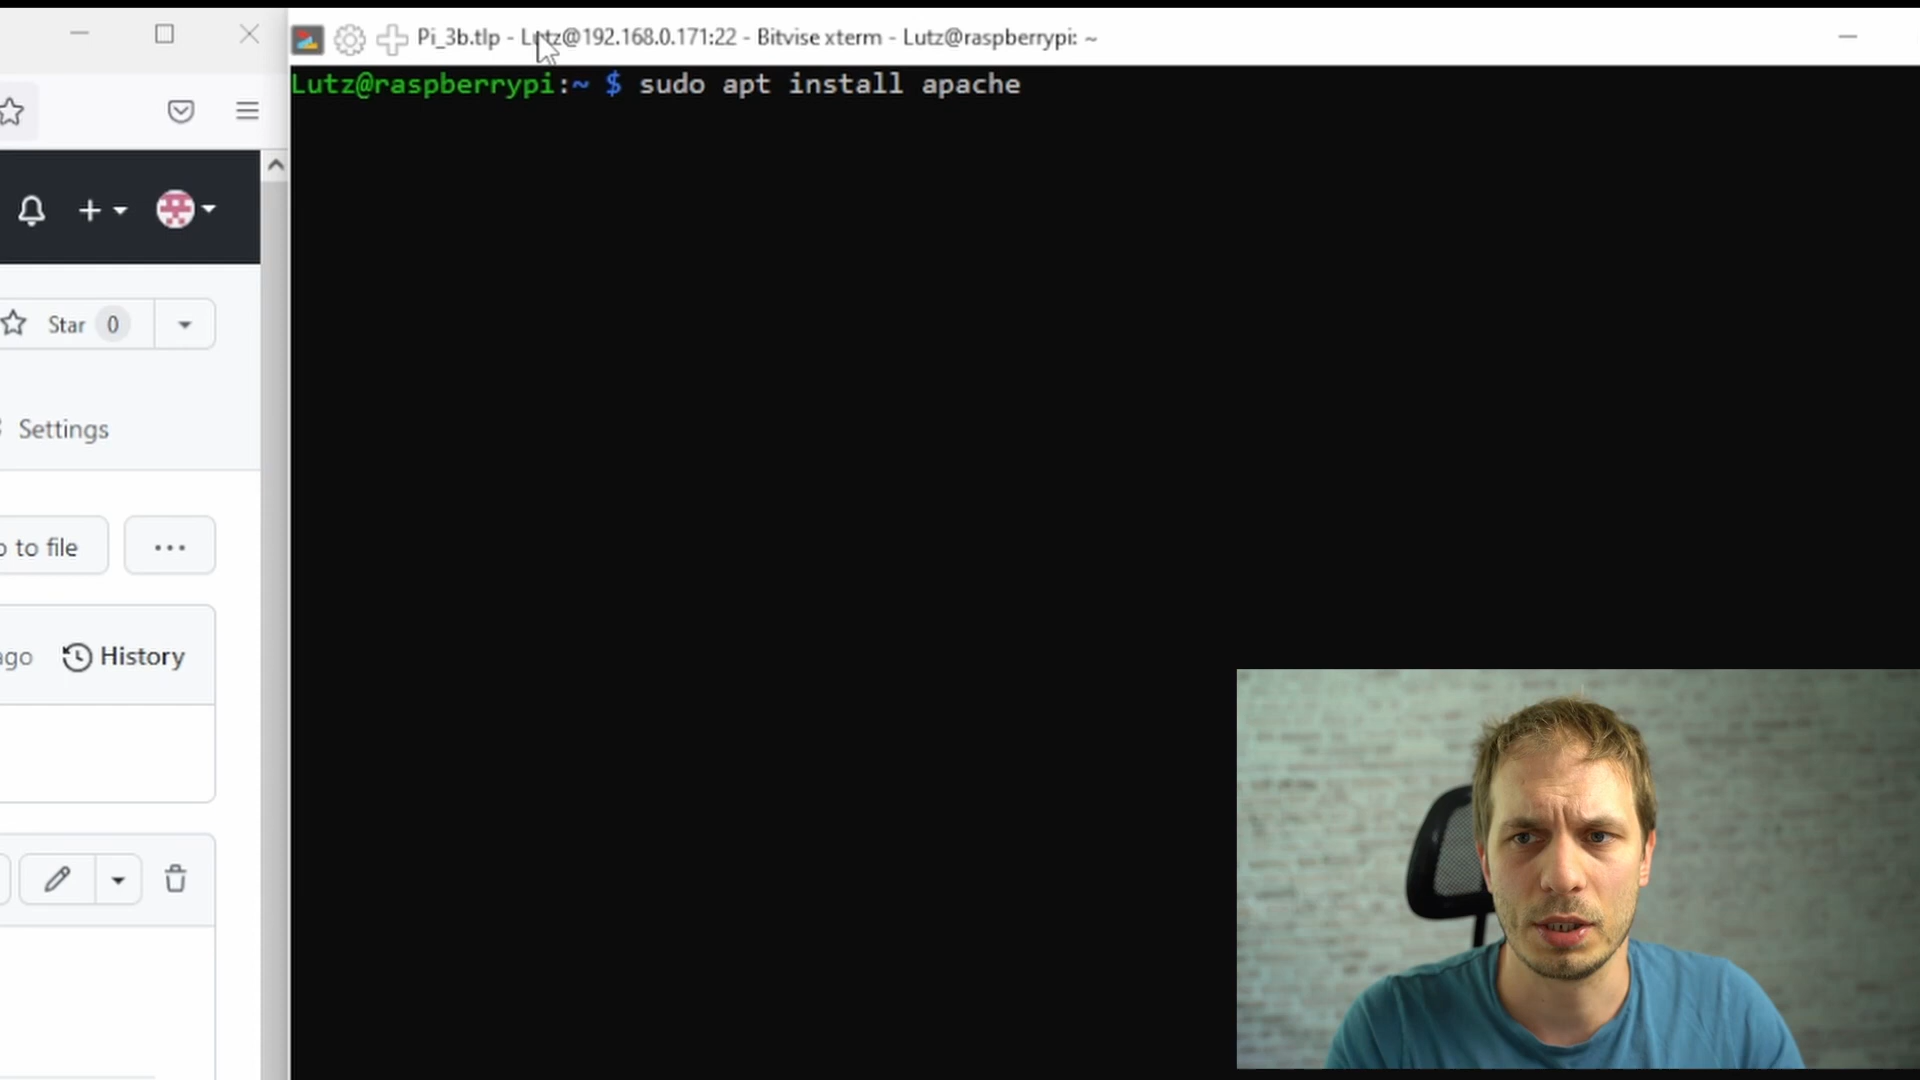 Pi_3b.tlp - Lutz@192.168.0.171:22 - Bitvise xterm - Lutz@raspberrypi: ~
Lutz@raspberrypi:~ $ sudo apt install apache
Star 0
Settings
to file
ago
History